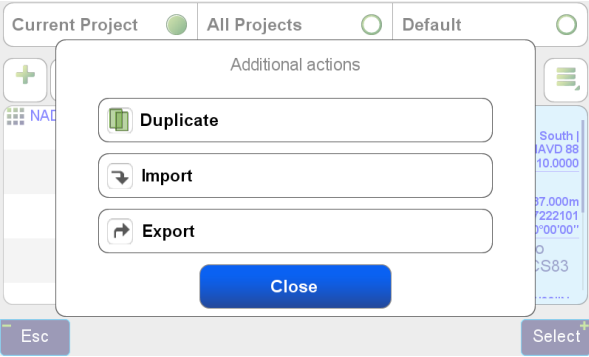 Current Project
All Projects
Default
Additional actions
Duplicate
Import
Export
Close
NAD
South |
NAVD 88
10.0000
37.000m
7222101
0°00'00"
CS83
Esc
Select